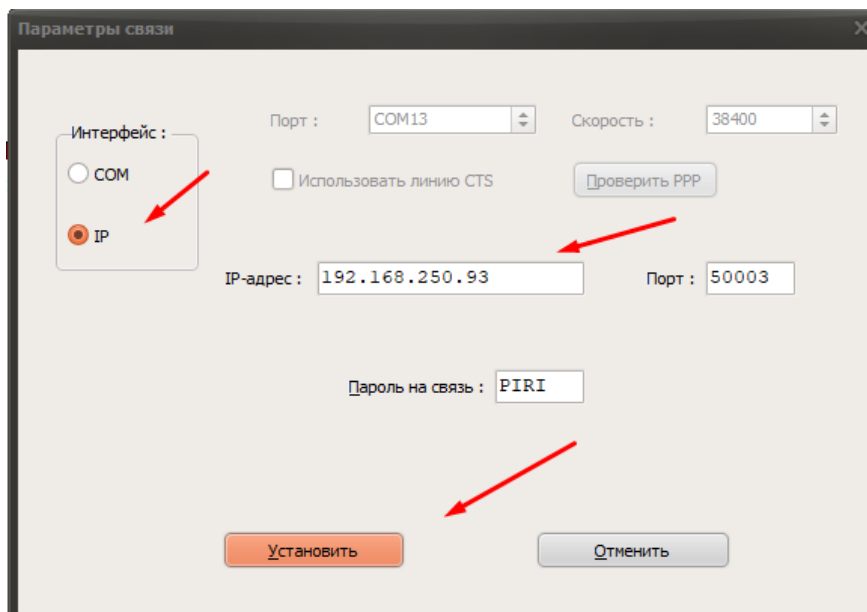 Параметры связи
Порт : COM13 Скорость : 38400
Интерфейс :
COM
Использовать линию CTS Проверить PPP
IP
IP-адрес : 192.168.250.93 Порт : 50003
Пароль на связь : PIRI
Установить Отменить